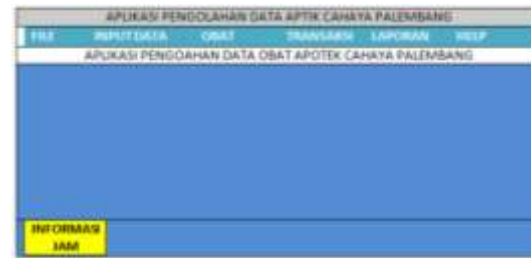 APLIKASI PENGOLAHAN DATA APTIK CAHAYA PALEMBANG
FILE INPUT DATA OBAT TRANSAKSI LAPORAN HELP
APLIKASI PENGOAHAN DATA OBAT APOTEK CAHAYA PALEMBANG
INFORMASI
JAM